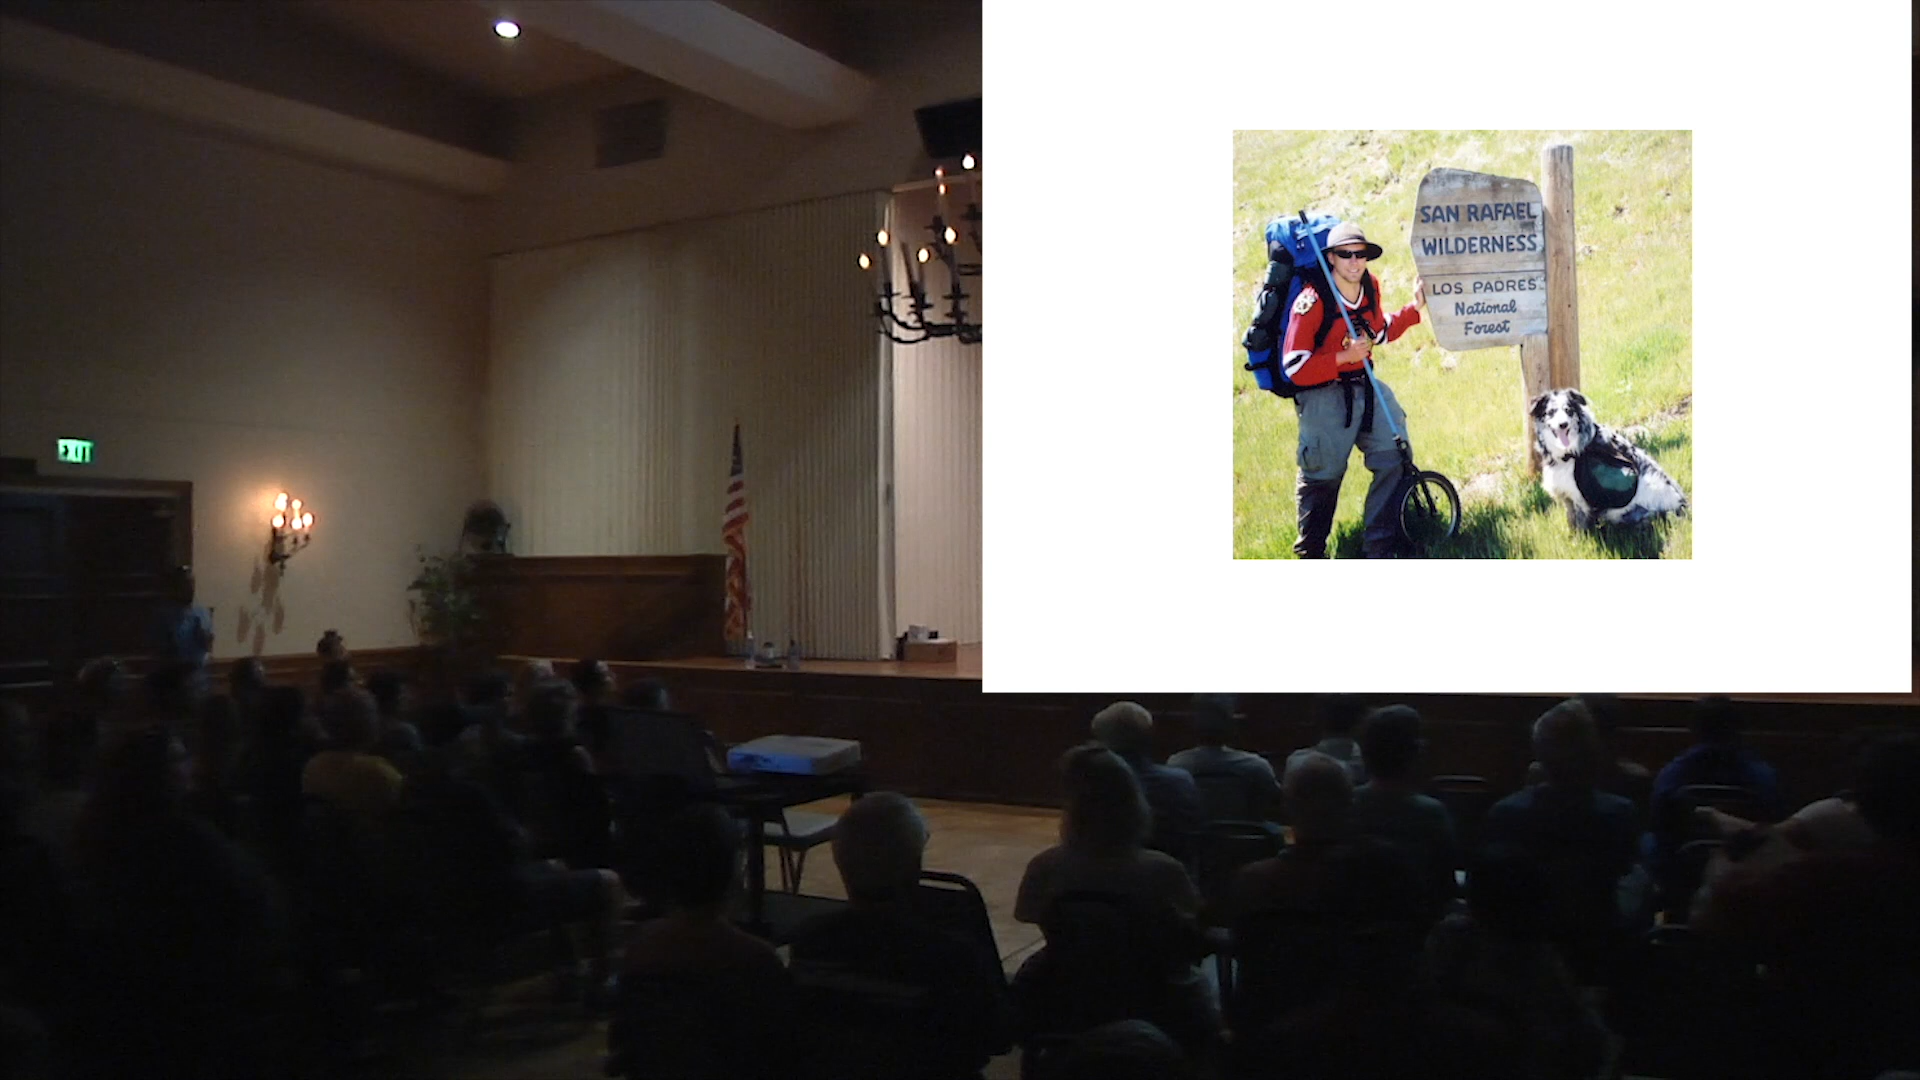 EXIT
SAN RAFAEL
WILDERNESS
LOS PADRES
National
Forest